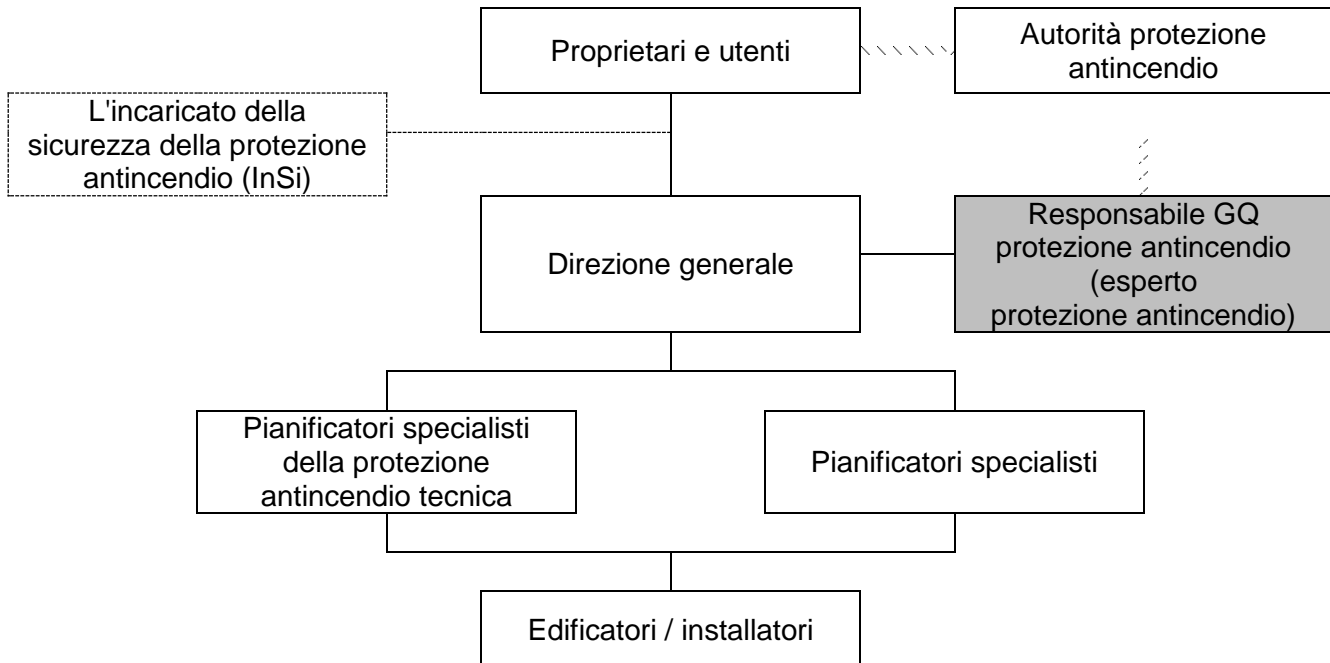 Proprietari e utenti
Autorità protezione
antincendio
L'incaricato della
sicurezza della protezione
antincendio (InSi)
Direzione generale
Responsabile GQ
protezione antincendio
(esperto
protezione antincendio)
Pianificatori specialisti
della protezione
antincendio tecnica
Pianificatori specialisti
Edificatori / installatori